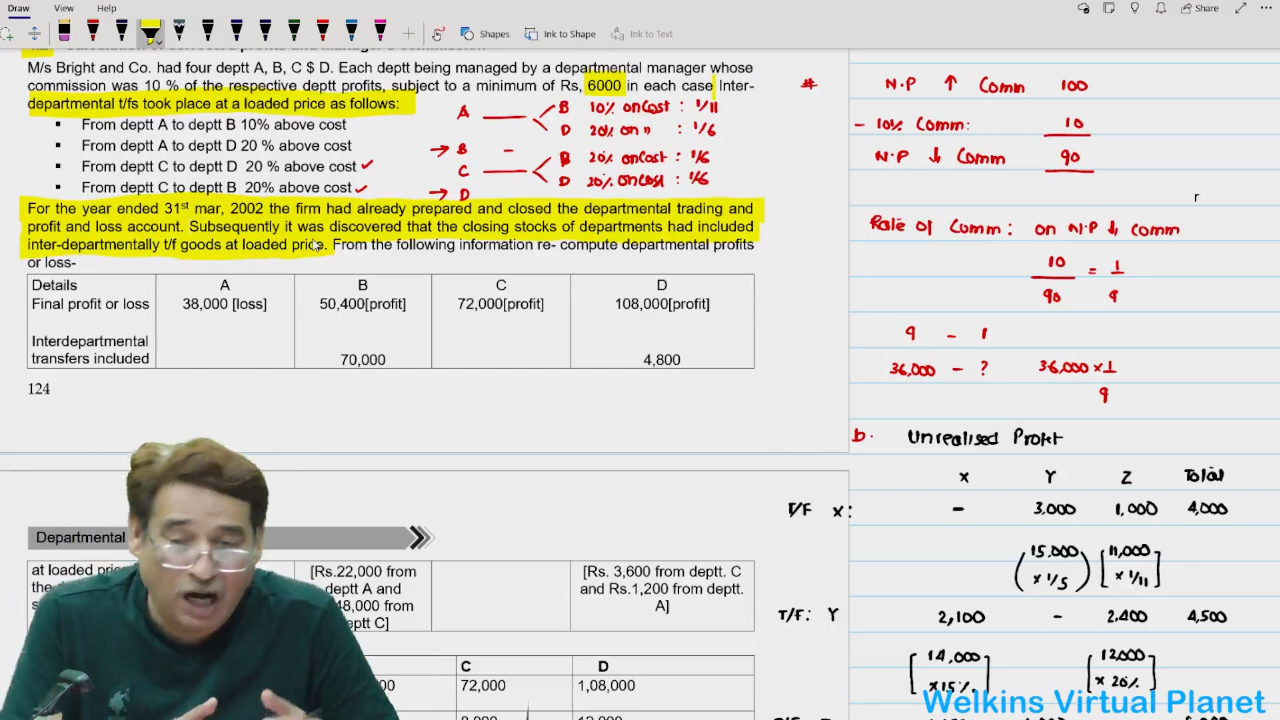 Draw View Help
Share
Shapes Ink to Shape Ink to Text
M/s Bright and Co. had four deptt A, B, C $ D. Each deptt being managed by a departmental manager whose
commission was 10 % of the respective deptt profits, subject to a minimum of Rs, 6000 in each case Inter-
departmental t/fs took place at a loaded price as follows:
▪ From deptt A to deptt B 10% above cost
▪ From deptt A to deptt D 20 % above cost
▪ From deptt C to deptt D 20 % above cost
▪ From deptt C to deptt B 20% above cost
A B 10% on Cost : 1/11
D 20% on " : 1/6
B -
C B 20% on Cost : 1/6
D 20% on Cost : 1/6
D
For the year ended 31st mar, 2002 the firm had already prepared and closed the departmental trading and
profit and loss account. Subsequently it was discovered that the closing stocks of departments had included
inter-departmentally t/f goods at loaded price. From the following information re- compute departmental profits
or loss-
Details A B C D
Final profit or loss 38,000 [loss] 50,400[profit] 72,000[profit] 108,000[profit]
Interdepartmental
transfers included 70,000 4,800
124
Departmental
at loaded [Rs.22,000 from [Rs. 3,600 from deptt. C
deptt A and and Rs.1,200 from deptt.
48,000 from A]
deptt C]
C D
72,000 1,08,000
# N.P ↑ Comm 100
- 10% Comm: 10
N.P ↓ Comm 90
r
Rate of Comm: on N.P ↓ Comm
10/90 = 1/9
9 - 1
36,000 - ? 36,000 × 1/9
b. Unrealised Profit
X Y Z Total
T/F X: - 3,000 1,000 4,000
(15,000 × 1/5) [11,000 × 1/11]
T/F: Y 2,100 - 2,400 4,500
[14,000 × 15%] [12,000 × 20%]
Welkins Virtual Planet